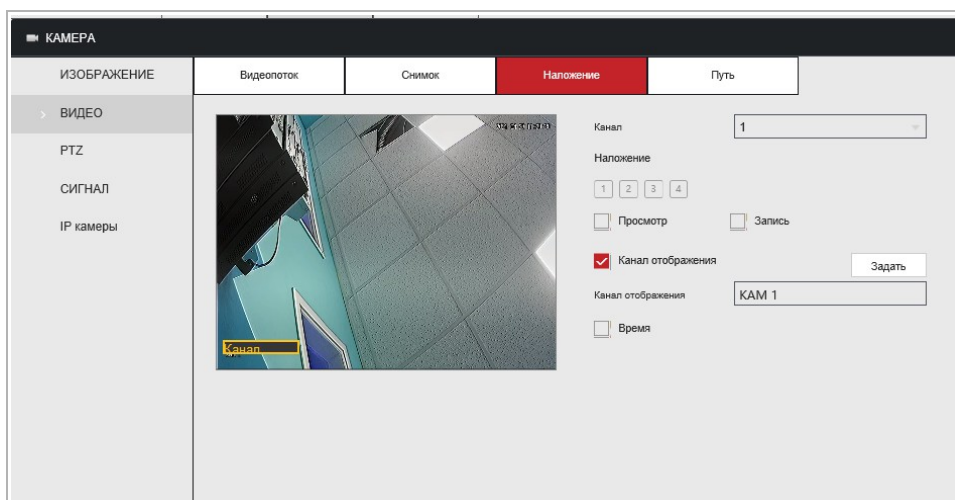 КАМЕРА
ИЗОБРАЖЕНИЕ
ВИДЕО
PTZ
СИГНАЛ
IP камеры
Видеопоток Снимок Наложение Путь
Канал 1
Наложение
1 2 3 4
Просмотр Запись
Канал отображения Задать
Канал отображения КАМ 1
Время
Канал